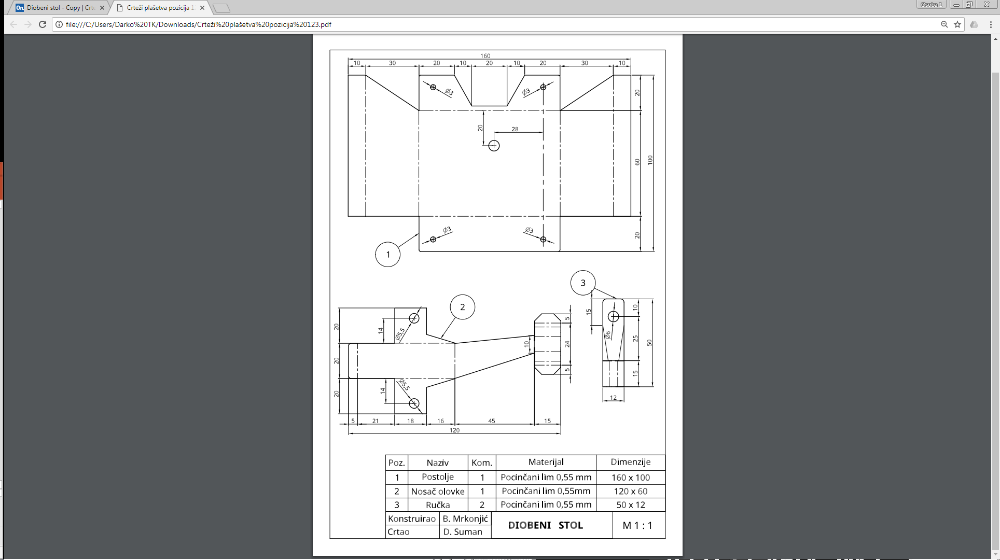 Diobeni stol - Copy | Crte
Crteži plašetva pozicija 1
Osoba 1
file:///C:/Users/Darko%20TK/Downloads/Crteži%20plašetva%20pozicija%20123.pdf
160
10 30 20 10 20 10 20 30 10
Ø3 Ø3
20
20
28
60
100
Ø3 Ø3
20
1
3
2
20
14
Ø5,5
5
15
10
10
24
Ø6
25
50
20
5
15
20
14
Ø5,5
12
5 21 18 16 45 15
120
Poz. Naziv Kom. Materijal Dimenzije
1 Postolje 1 Pocinčani lim 0,55 mm 160 x 100
2 Nosač olovke 1 Pocinčani lim 0,55mm 120 x 60
3 Ručka 2 Pocinčani lim 0,55 mm 50 x 12
Konstruirao B. Mrkonjić
DIOBENI STOL M 1 : 1
Crtao D. Suman